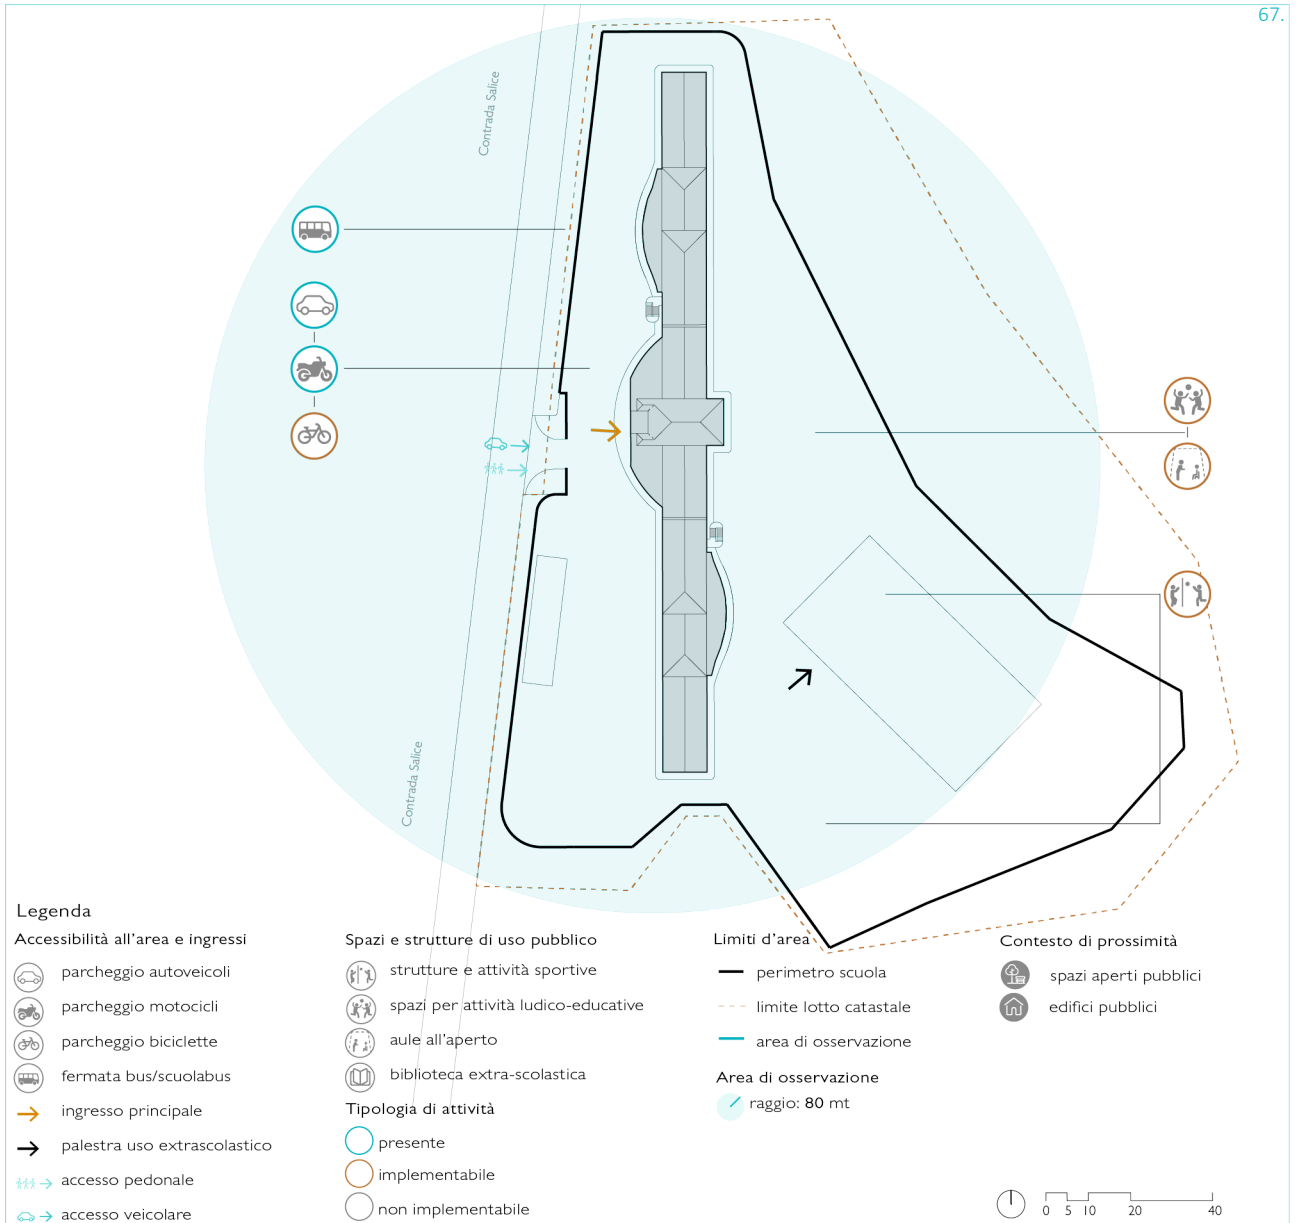 67.
Contrada Salice
Contrada Salice
Legenda
Accessibilità all'area e ingressi
parcheggio autoveicoli
parcheggio motocicli
parcheggio biciclette
fermata bus/scuolabus
ingresso principale
palestra uso extrascolastico
accesso pedonale
accesso veicolare
Spazi e strutture di uso pubblico
strutture e attività sportive
spazi per attività ludico-educative
aule all'aperto
biblioteca extra-scolastica
Tipologia di attività
presente
implementabile
non implementabile
Limiti d'area
perimetro scuola
limite lotto catastale
area di osservazione
Area di osservazione
raggio: 80 mt
Contesto di prossimità
spazi aperti pubblici
edifici pubblici
0 5 10 20 40